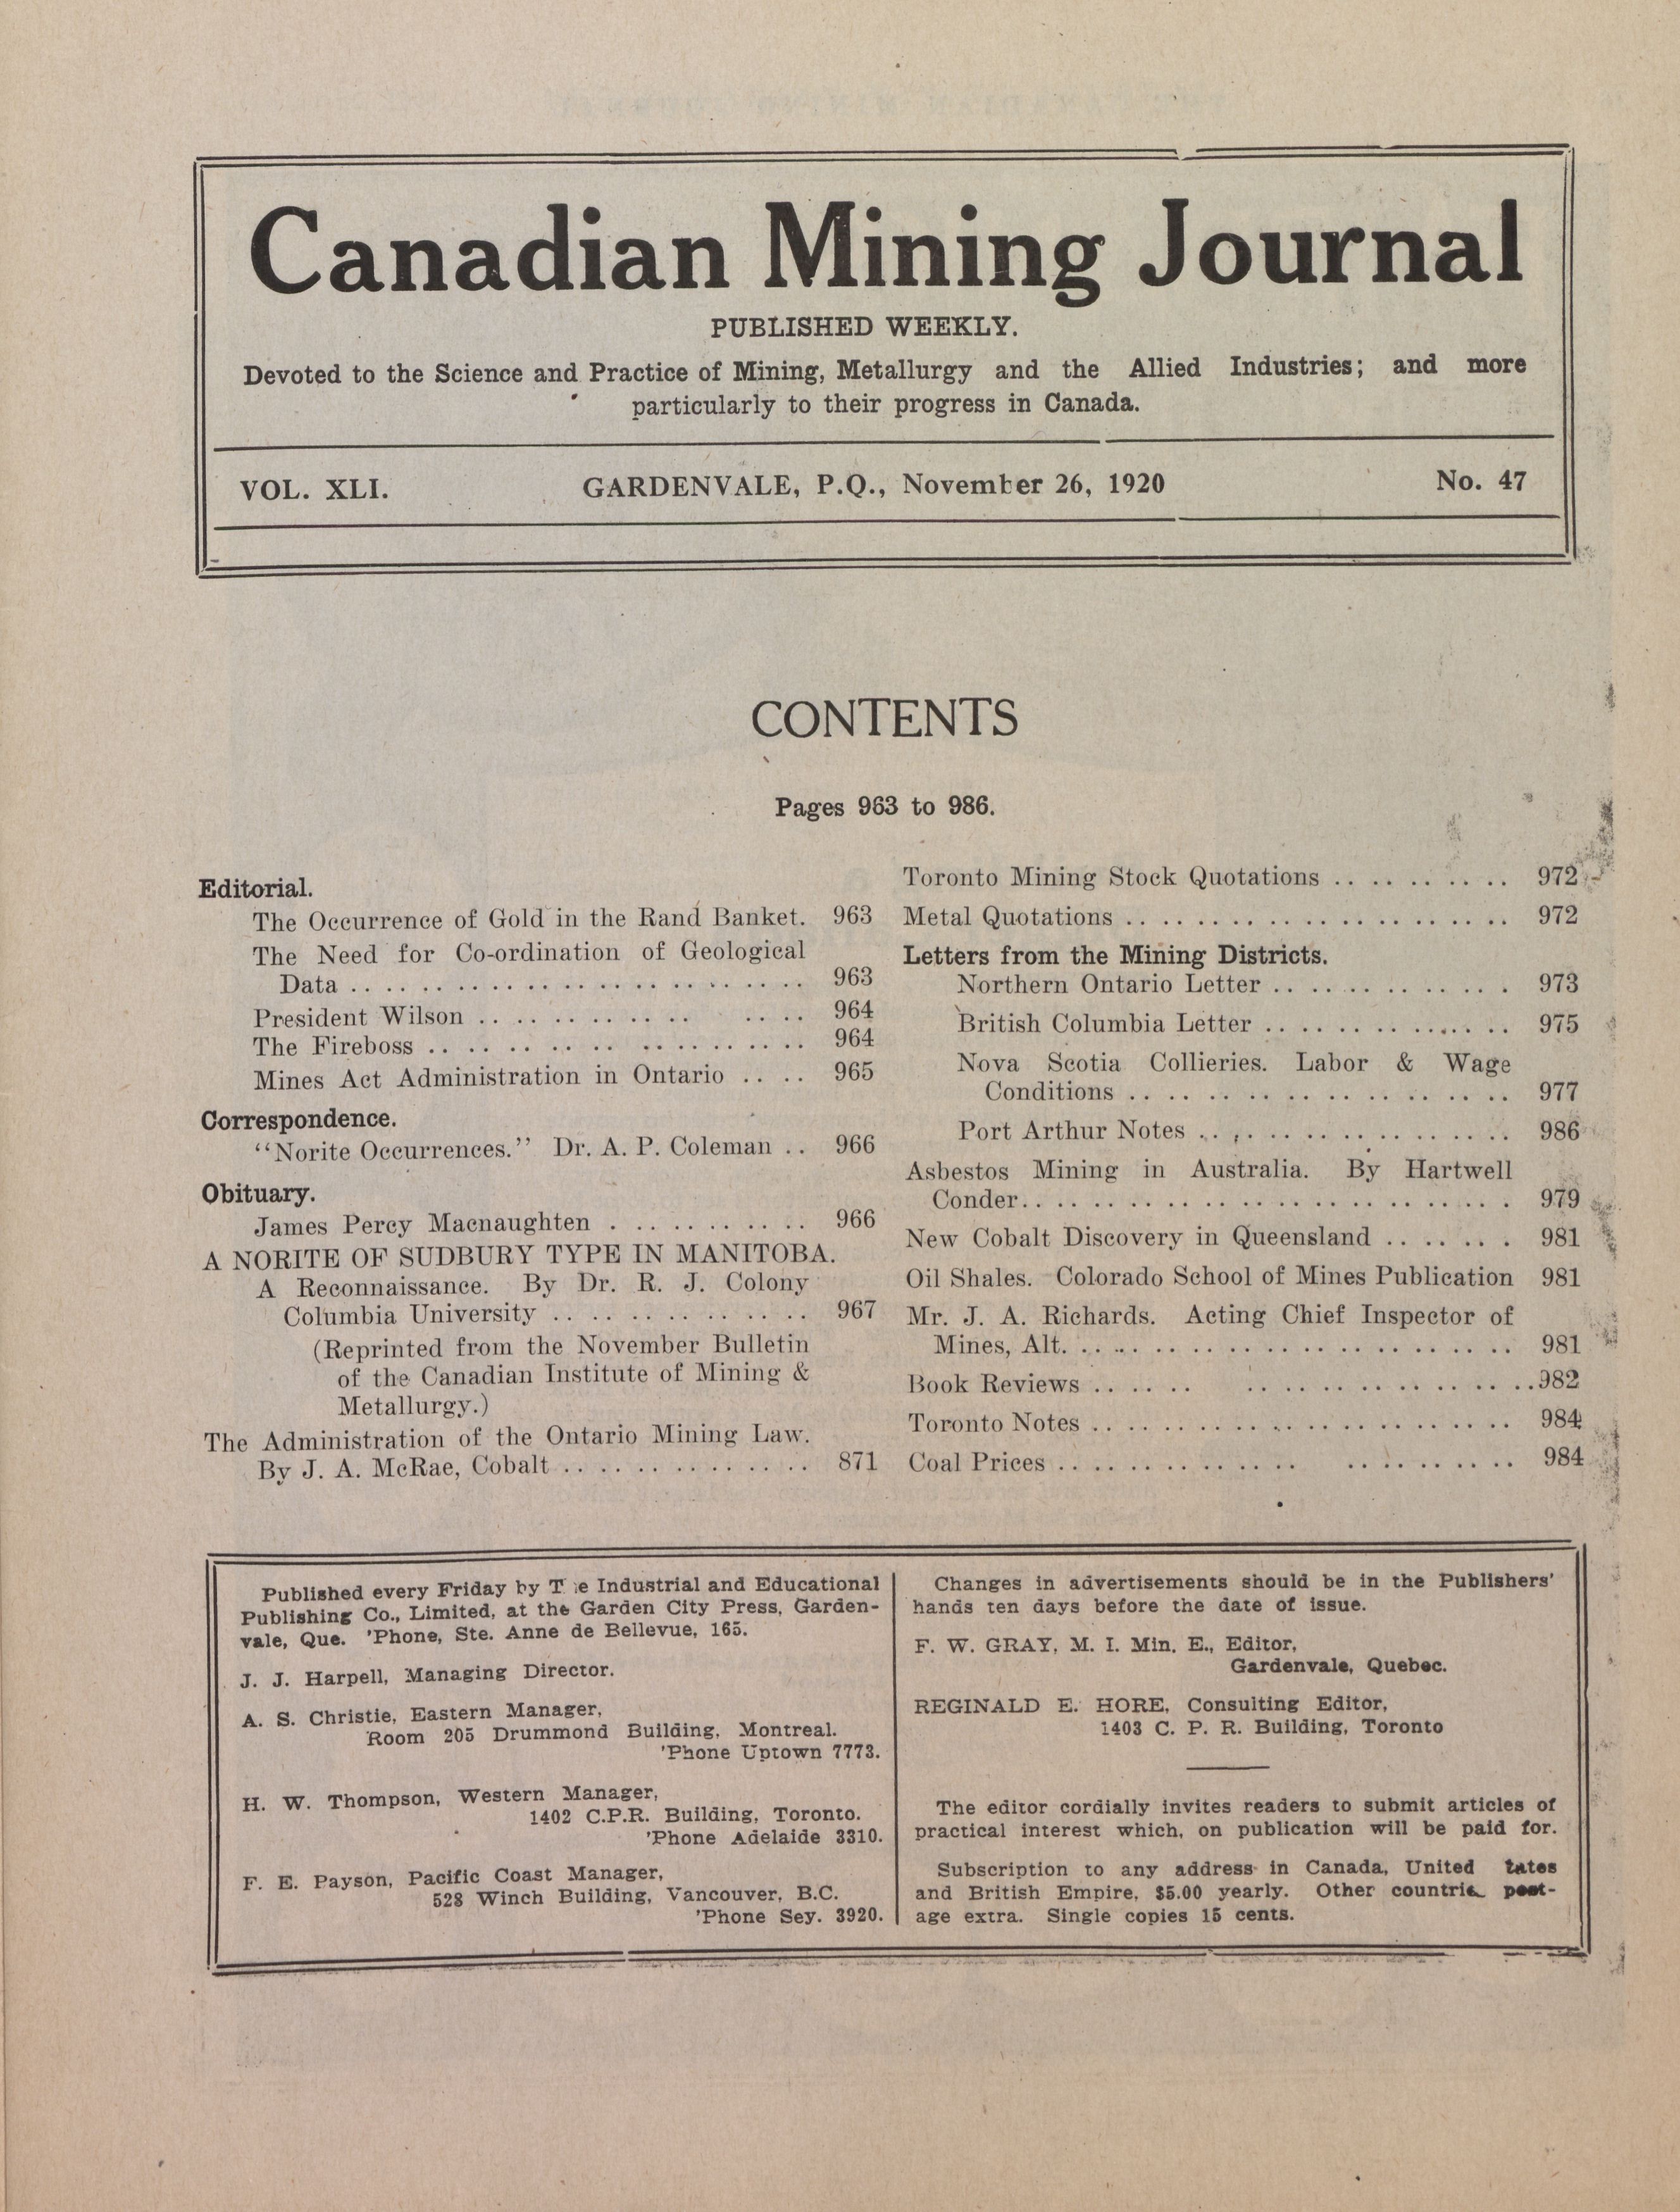 Canadian Mining Journal
PUBLISHED WEEKLY.
Devoted to the Science and Practice of Mining, Metallurgy and the Allied Industries; and more
particularly to their progress in Canada.
VOL. XLI. GARDENVALE, P.Q., November 26, 1920 No. 47
CONTENTS
Pages 963 to 986.
Editorial.
The Occurrence of Gold in the Rand Banket. 963
The Need for Co-ordination of Geological
Data . . . . . . . . . . . . . . . . . . . . . . . . 963
President Wilson . . . . . . . . . . . . . . . . 964
The Fireboss . . . . . . . . . . . . . . . . . . . . 964
Mines Act Administration in Ontario . . . . 965
Correspondence.
"Norite Occurrences." Dr. A. P. Coleman . . 966
Obituary.
James Percy Macnaughten . . . . . . . . . . . 966
A NORITE OF SUDBURY TYPE IN MANITOBA.
A Reconnaissance. By Dr. R. J. Colony
Columbia University . . . . . . . . . . . . . . 967
(Reprinted from the November Bulletin
of the Canadian Institute of Mining &
Metallurgy.)
The Administration of the Ontario Mining Law.
By J. A. McRae, Cobalt . . . . . . . . . . . . . . 871
Toronto Mining Stock Quotations . . . . . . . . . . 972
Metal Quotations . . . . . . . . . . . . . . . . . . . . . . 972
Letters from the Mining Districts.
Northern Ontario Letter . . . . . . . . . . . . . 973
British Columbia Letter . . . . . . . . . . . . . . 975
Nova Scotia Collieries. Labor & Wage
Conditions . . . . . . . . . . . . . . . . . . . . 977
Port Arthur Notes . . . . . . . . . . . . . . . . . 986
Asbestos Mining in Australia. By Hartwell
Conder. . . . . . . . . . . . . . . . . . . . . . . . . . 979
New Cobalt Discovery in Queensland . . . . . . . 981
Oil Shales. Colorado School of Mines Publication 981
Mr. J. A. Richards. Acting Chief Inspector of
Mines, Alt. . . . . . . . . . . . . . . . . . . . . . . . 981
Book Reviews . . . . . . . . . . . . . . . . . . . . . .982
Toronto Notes . . . . . . . . . . . . . . . . . . . . . . . 984
Coal Prices . . . . . . . . . . . . . . . . . . . . . . . 984
Published every Friday by T e Industrial and Educational
Publishing Co., Limited, at the Garden City Press, Garden-
vale, Que. 'Phone, Ste. Anne de Bellevue, 165.
J. J. Harpell, Managing Director.
A. S. Christie, Eastern Manager,
Room 205 Drummond Building, Montreal.
'Phone Uptown 7773.
H. W. Thompson, Western Manager,
1402 C.P.R. Building, Toronto.
'Phone Adelaide 3310.
F. E. Payson, Pacific Coast Manager,
528 Winch Building, Vancouver, B.C.
'Phone Sey. 3920.
Changes in advertisements should be in the Publishers'
hands ten days before the date of issue.
F. W. GRAY, M. I. Min. E., Editor,
Gardenvale, Quebec.
REGINALD E. HORE, Consulting Editor,
1403 C. P. R. Building, Toronto
The editor cordially invites readers to submit articles of
practical interest which, on publication will be paid for.
Subscription to any address in Canada, United tates
and British Empire, $5.00 yearly. Other post-
age extra. Single copies 15 cents.